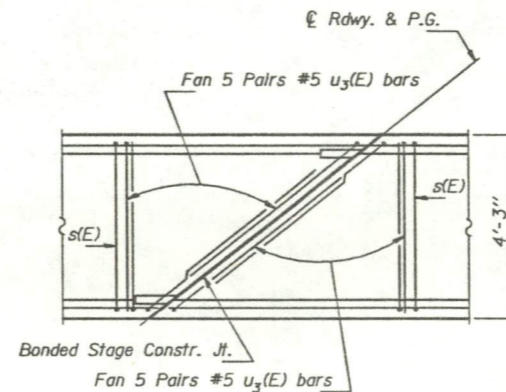 ℄ Rdwy. & P.G.
Fan 5 Pairs #5 u₃(E) bars
s(E)
s(E)
4'-3"
Bonded Stage Constr. Jt.
Fan 5 Pairs #5 u₃(E) bars